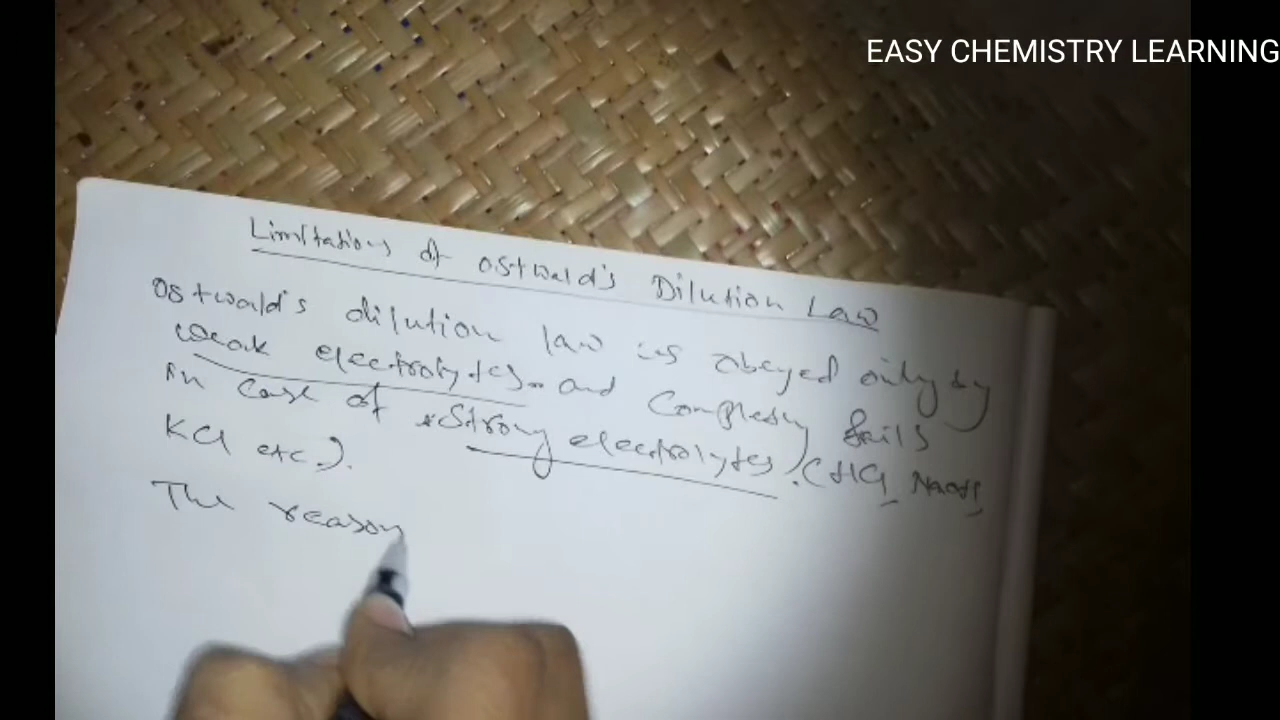 EASY CHEMISTRY LEARNING
Limitations of Ostwald's Dilution Law
Ostwald's dilution law is obeyed only by
weak electrolytes and completely fails
in case of strong electrolytes. (HCl, NaOH,
KCl etc).
The reason